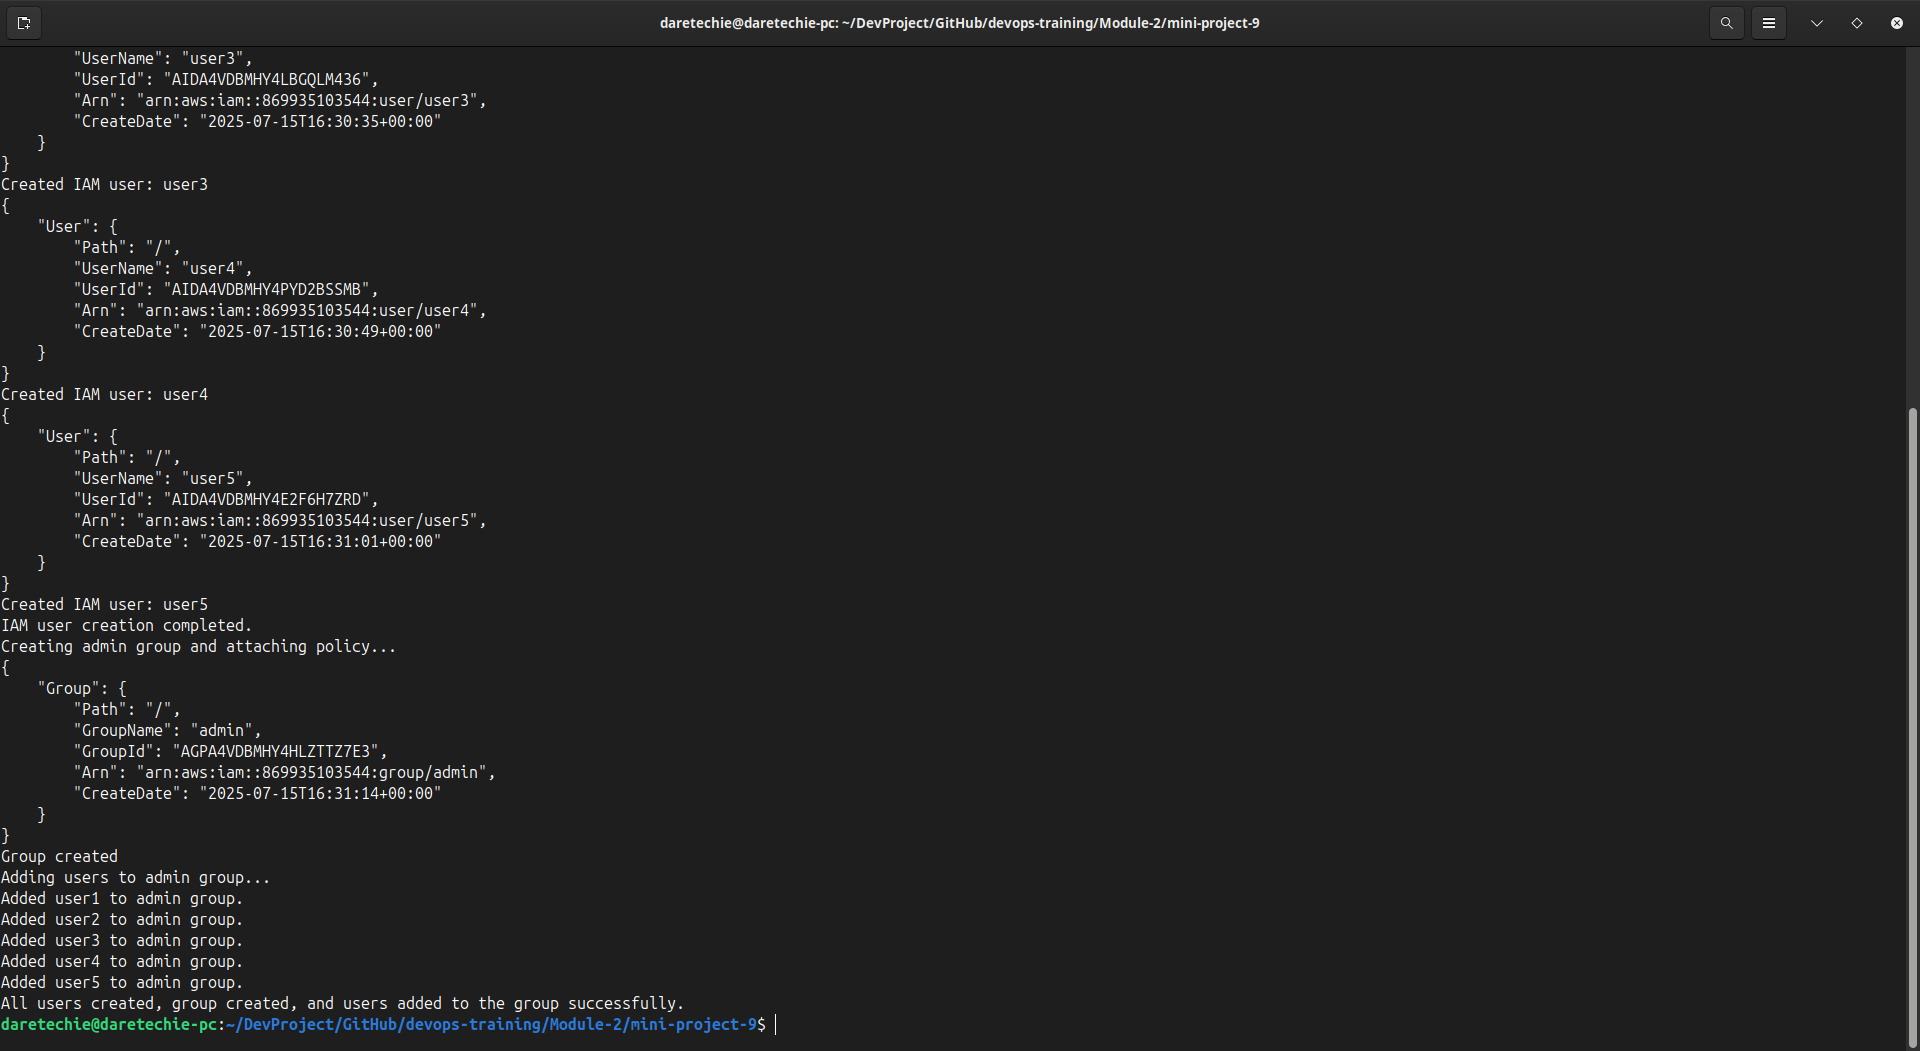 daretechie@daretechie-pc: ~/DevProject/GitHub/devops-training/Module-2/mini-project-9
        "UserName": "user3",
        "UserId": "AIDA4VDBMHY4LBGQLM436",
        "Arn": "arn:aws:iam::869935103544:user/user3",
        "CreateDate": "2025-07-15T16:30:35+00:00"
    }
}
Created IAM user: user3
{
    "User": {
        "Path": "/",
        "UserName": "user4",
        "UserId": "AIDA4VDBMHY4PYD2BSSMB",
        "Arn": "arn:aws:iam::869935103544:user/user4",
        "CreateDate": "2025-07-15T16:30:49+00:00"
    }
}
Created IAM user: user4
{
    "User": {
        "Path": "/",
        "UserName": "user5",
        "UserId": "AIDA4VDBMHY4E2F6H7ZRD",
        "Arn": "arn:aws:iam::869935103544:user/user5",
        "CreateDate": "2025-07-15T16:31:01+00:00"
    }
}
Created IAM user: user5
IAM user creation completed.
Creating admin group and attaching policy...
{
    "Group": {
        "Path": "/",
        "GroupName": "admin",
        "GroupId": "AGPA4VDBMHY4HLZTTZ7E3",
        "Arn": "arn:aws:iam::869935103544:group/admin",
        "CreateDate": "2025-07-15T16:31:14+00:00"
    }
}
Group created
Adding users to admin group...
Added user1 to admin group.
Added user2 to admin group.
Added user3 to admin group.
Added user4 to admin group.
Added user5 to admin group.
All users created, group created, and users added to the group successfully.
daretechie@daretechie-pc:~/DevProject/GitHub/devops-training/Module-2/mini-project-9$